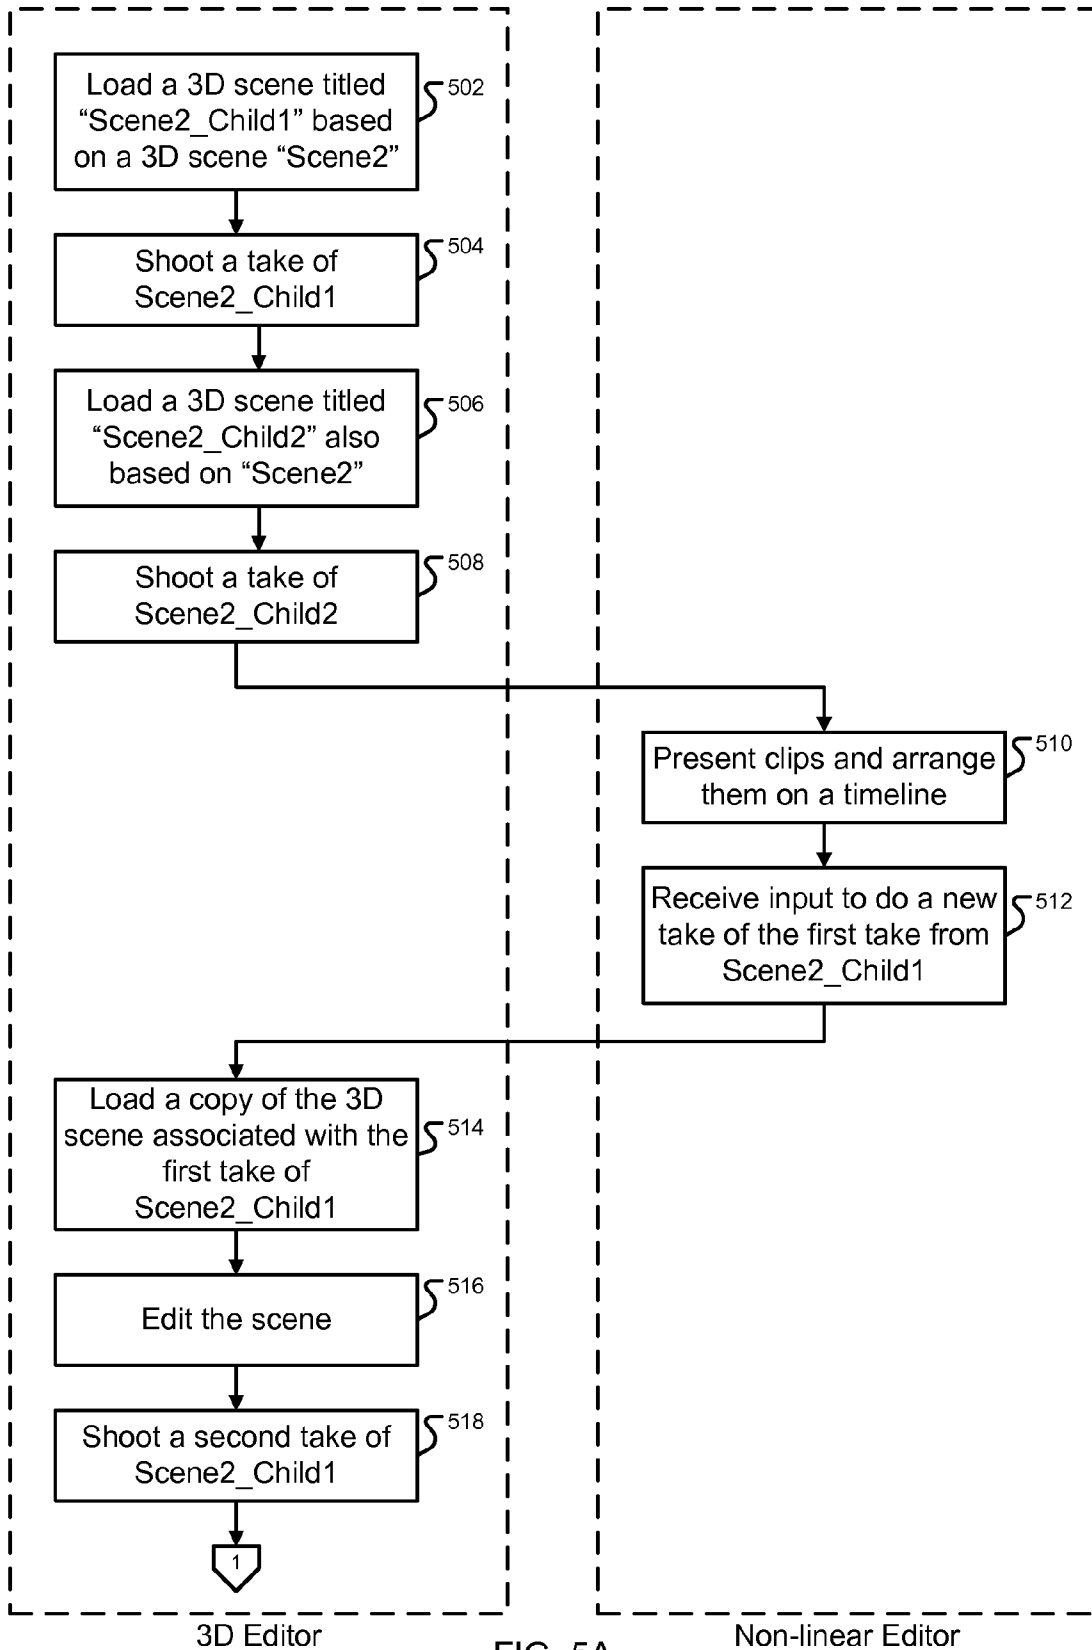 Load a 3D scene titled
“Scene2_Child1” based
on a 3D scene “Scene2”
502
Shoot a take of
Scene2_Child1
504
Load a 3D scene titled
“Scene2_Child2” also
based on “Scene2”
506
Shoot a take of
Scene2_Child2
508
Present clips and arrange
them on a timeline
510
Receive input to do a new
take of the first take from
Scene2_Child1
512
Load a copy of the 3D
scene associated with the
first take of
Scene2_Child1
514
Edit the scene
516
Shoot a second take of
Scene2_Child1
518
1
3D Editor
Non-linear Editor
FIG. 5A